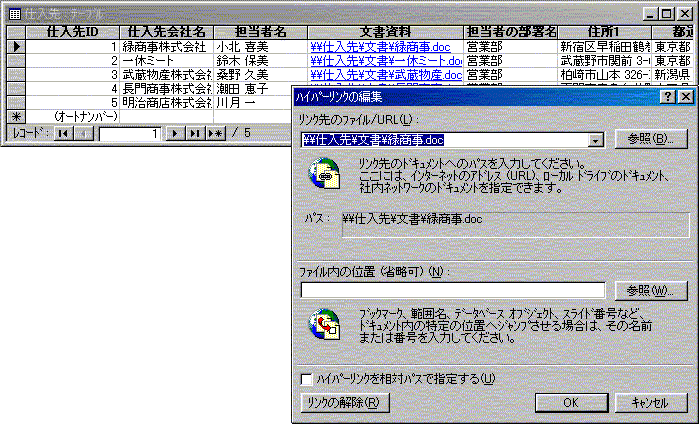 仕入先 : テーブル
仕入先ID 仕入先会社名 担当者名 文書資料 担当者の部署名 住所1 都道
1 緑商事株式会社 小北 喜美 ¥¥仕入先¥文書¥緑商事.doc 営業部 新宿区早稲田鶴巻 東京都
2 一休ミート 鈴木 保美 ¥¥仕入先¥文書¥一休ミート.doc 営業部 武蔵野市関前 3-0 東京都
3 武蔵物産株式会 桑野 久美 ¥¥仕入先¥文書¥武蔵物産.doc 営業部 柏崎市山本 326- 新潟県
4 長門商事株式会 潮田 恵子
5 明治商店株式会 川月 一
(オートナンバー)
レコード: 1 / 5
ハイパーリンクの編集
リンク先のファイル/URL(L):
¥¥仕入先¥文書¥緑商事.doc
参照(B)...
リンク先のドキュメントへのパスを入力してください。
ここには、インターネットのアドレス (URL)、ローカル ドライブのドキュメント、
社内ネットワークのドキュメントを指定できます。
パス: ¥¥仕入先¥文書¥緑商事.doc
ファイル内の位置 (省略可) (N):
参照(W)...
ブックマーク、範囲名、データベース オブジェクト、スライド番号など、
ドキュメント内の特定の位置へジャンプさせる場合は、その名前
または番号を入力してください。
ハイパーリンクを相対パスで指定する(U)
リンクの解除(R)
OK
キャンセル